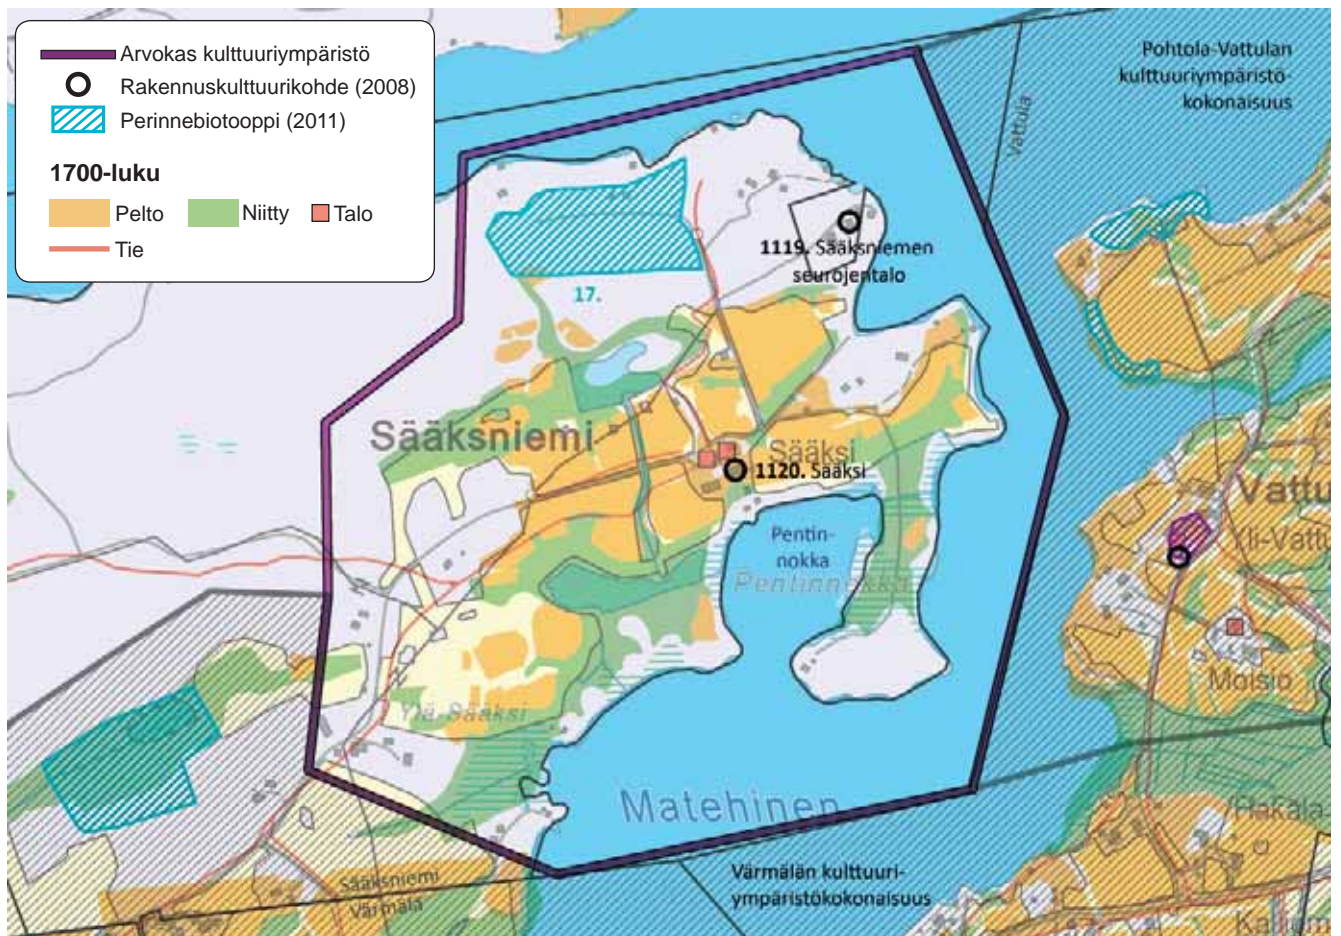 Arvokas kulttuuriympäristö
Rakennuskulttuurikohde (2008)
Perinnebiotooppi (2011)
1700-luku
Pelto
Niitty
Talo
Tie
Pohtola-Vattulan
kulttuuriympäristö-
kokonaisuus
Vattula
1119. Sääksniemen
seurojentalo
17.
Sääksniemi
Sääksi
1120. Sääksi
Pentin-
nokka
Pentinnokka
Vattu
Yli-Vattu
Moisio
Ylä-Sääksi
Matehinen
Hakala-
Sääksniemi
Värmälä
Värmälän kulttuuri-
ympäristökokonaisuus